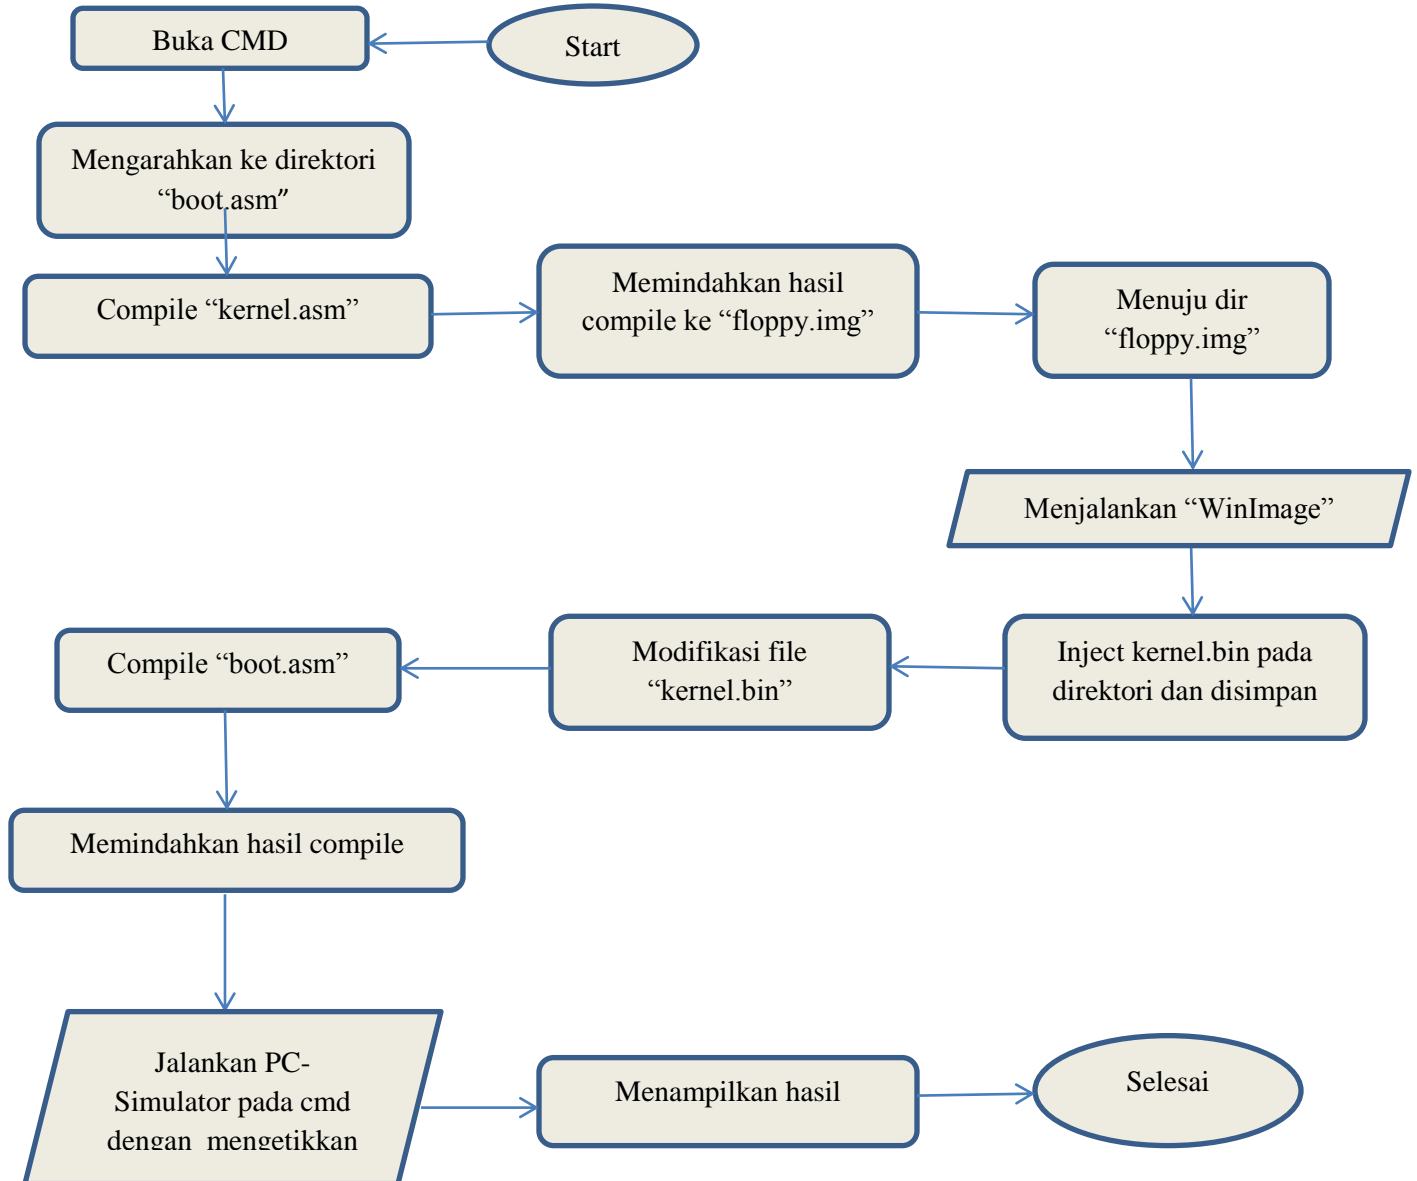 Start
Buka CMD
Mengarahkan ke direktori
“boot.asm”
Compile “kernel.asm”
Memindahkan hasil
compile ke “floppy.img”
Menuju dir
“floppy.img”
Menjalankan “WinImage”
Inject kernel.bin pada
direktori dan disimpan
Modifikasi file
“kernel.bin”
Compile “boot.asm”
Memindahkan hasil compile
Jalankan PC-
Simulator pada cmd
dengan mengetikkan
Menampilkan hasil
Selesai